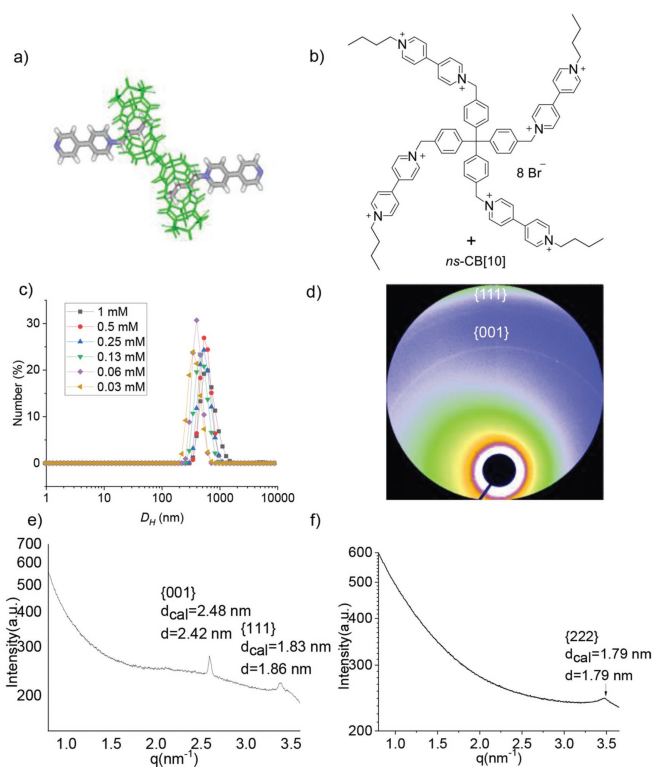 a)
b)
N
+
N
+
N
+
N
+
N
+
N
+
N
+
N
+
8 Br−
+
ns-CB[10]
c)
1 mM
0.5 mM
0.25 mM
0.13 mM
0.06 mM
0.03 mM
Number (%)
30
20
10
0
1 10 100 1000 10000
DH (nm)
d)
{111}
{001}
e)
Intensity(a.u.)
700
600
500
400
300
200
{001}
dcal=2.48 nm
d=2.42 nm
{111}
dcal=1.83 nm
d=1.86 nm
1.0 1.5 2.0 2.5 3.0 3.5
q(nm-1)
f)
Intensity(a.u.)
600
500
400
300
200
{222}
dcal=1.79 nm
d=1.79 nm
1.0 1.5 2.0 2.5 3.0 3.5
q(nm-1)